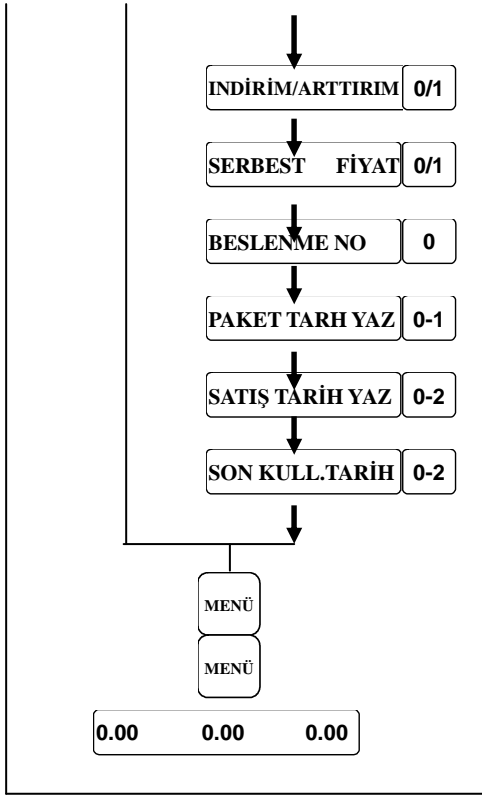 INDİRİM/ARTTIRIM 0/1
SERBEST FİYAT 0/1
BESLENME NO 0
PAKET TARH YAZ 0-1
SATIŞ TARİH YAZ 0-2
SON KULL.TARİH 0-2
MENÜ
MENÜ
0.00 0.00 0.00